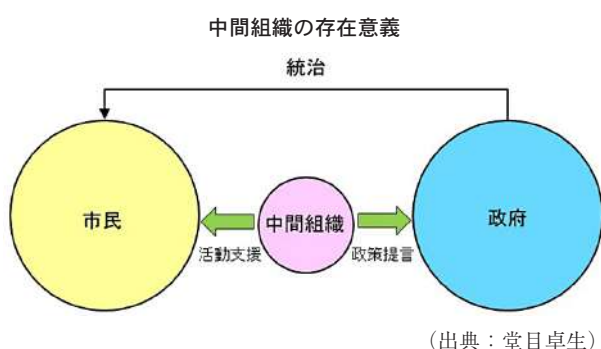 中間組織の存在意義
統治
市民
中間組織
政府
活動支援
政策提言
(出典：堂目卓生)